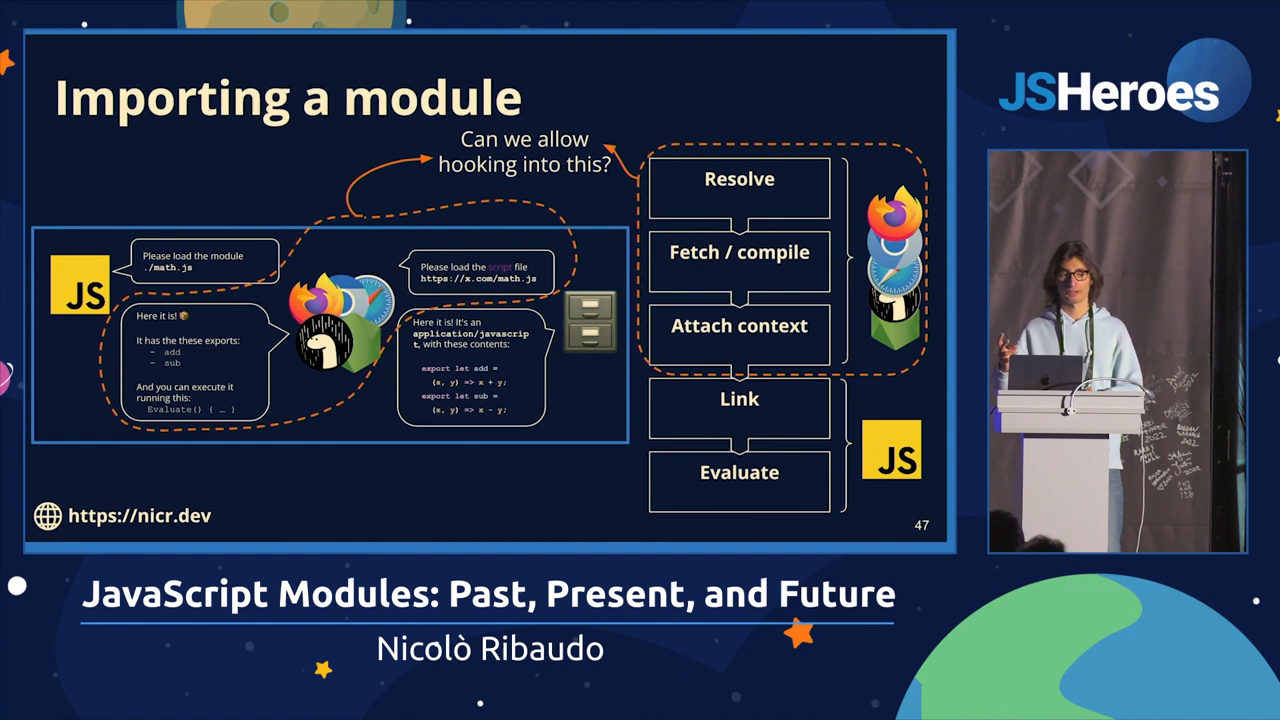 Importing a module
Can we allow
hooking into this?
Please load the module
./math.js
JS
Here it is! 📦
It has the these exports:
- add
- sub
And you can execute it
running this:
Evaluate() { … }
Please load the script file
https://x.com/math.js
Here it is! It's an
application/javascrip
t, with these contents:
export let add =
(x, y) => x + y;
export let sub =
(x, y) => x - y;
Resolve
Fetch / compile
Attach context
Link
Evaluate
JS
https://nicr.dev
47
JSHeroes
JavaScript Modules: Past, Present, and Future
Nicolò Ribaudo